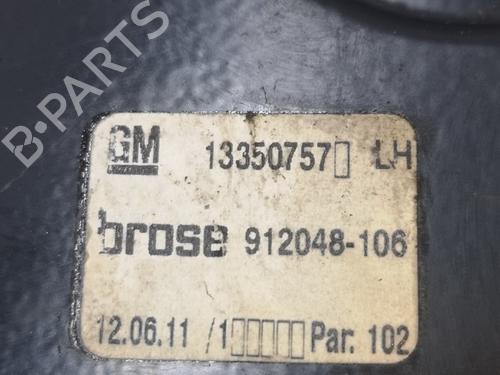 B-PARTS
GM 13350757▯ LH
brose 912048-106
12.06.11 /1▯▯▯▯▯ Par. 102